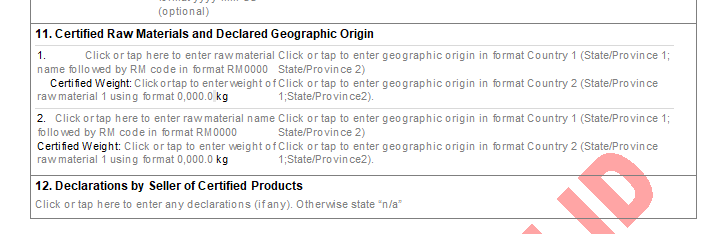 (optional)
11. Certified Raw Materials and Declared Geographic Origin
1. Click or tap here to enter raw material Click or tap to enter geographic origin in format Country 1 (State/Province 1;
name followed by RM code in format RM0000 State/Province 2)
Certified Weight: Click or tap to enter weight of Click or tap to enter geographic origin in format Country 2 (State/Province
raw material 1 using format 0,000.0 kg 1;State/Province2).
2. Click or tap here to enter raw material name Click or tap to enter geographic origin in format Country 1 (State/Province 1;
followed by RM code in format RM0000 State/Province 2)
Certified Weight: Click or tap to enter weight of Click or tap to enter geographic origin in format Country 2 (State/Province
raw material 1 using format 0,000.0 kg 1;State/Province2).
12. Declarations by Seller of Certified Products
Click or tap here to enter any declarations (if any). Otherwise state “n/a”